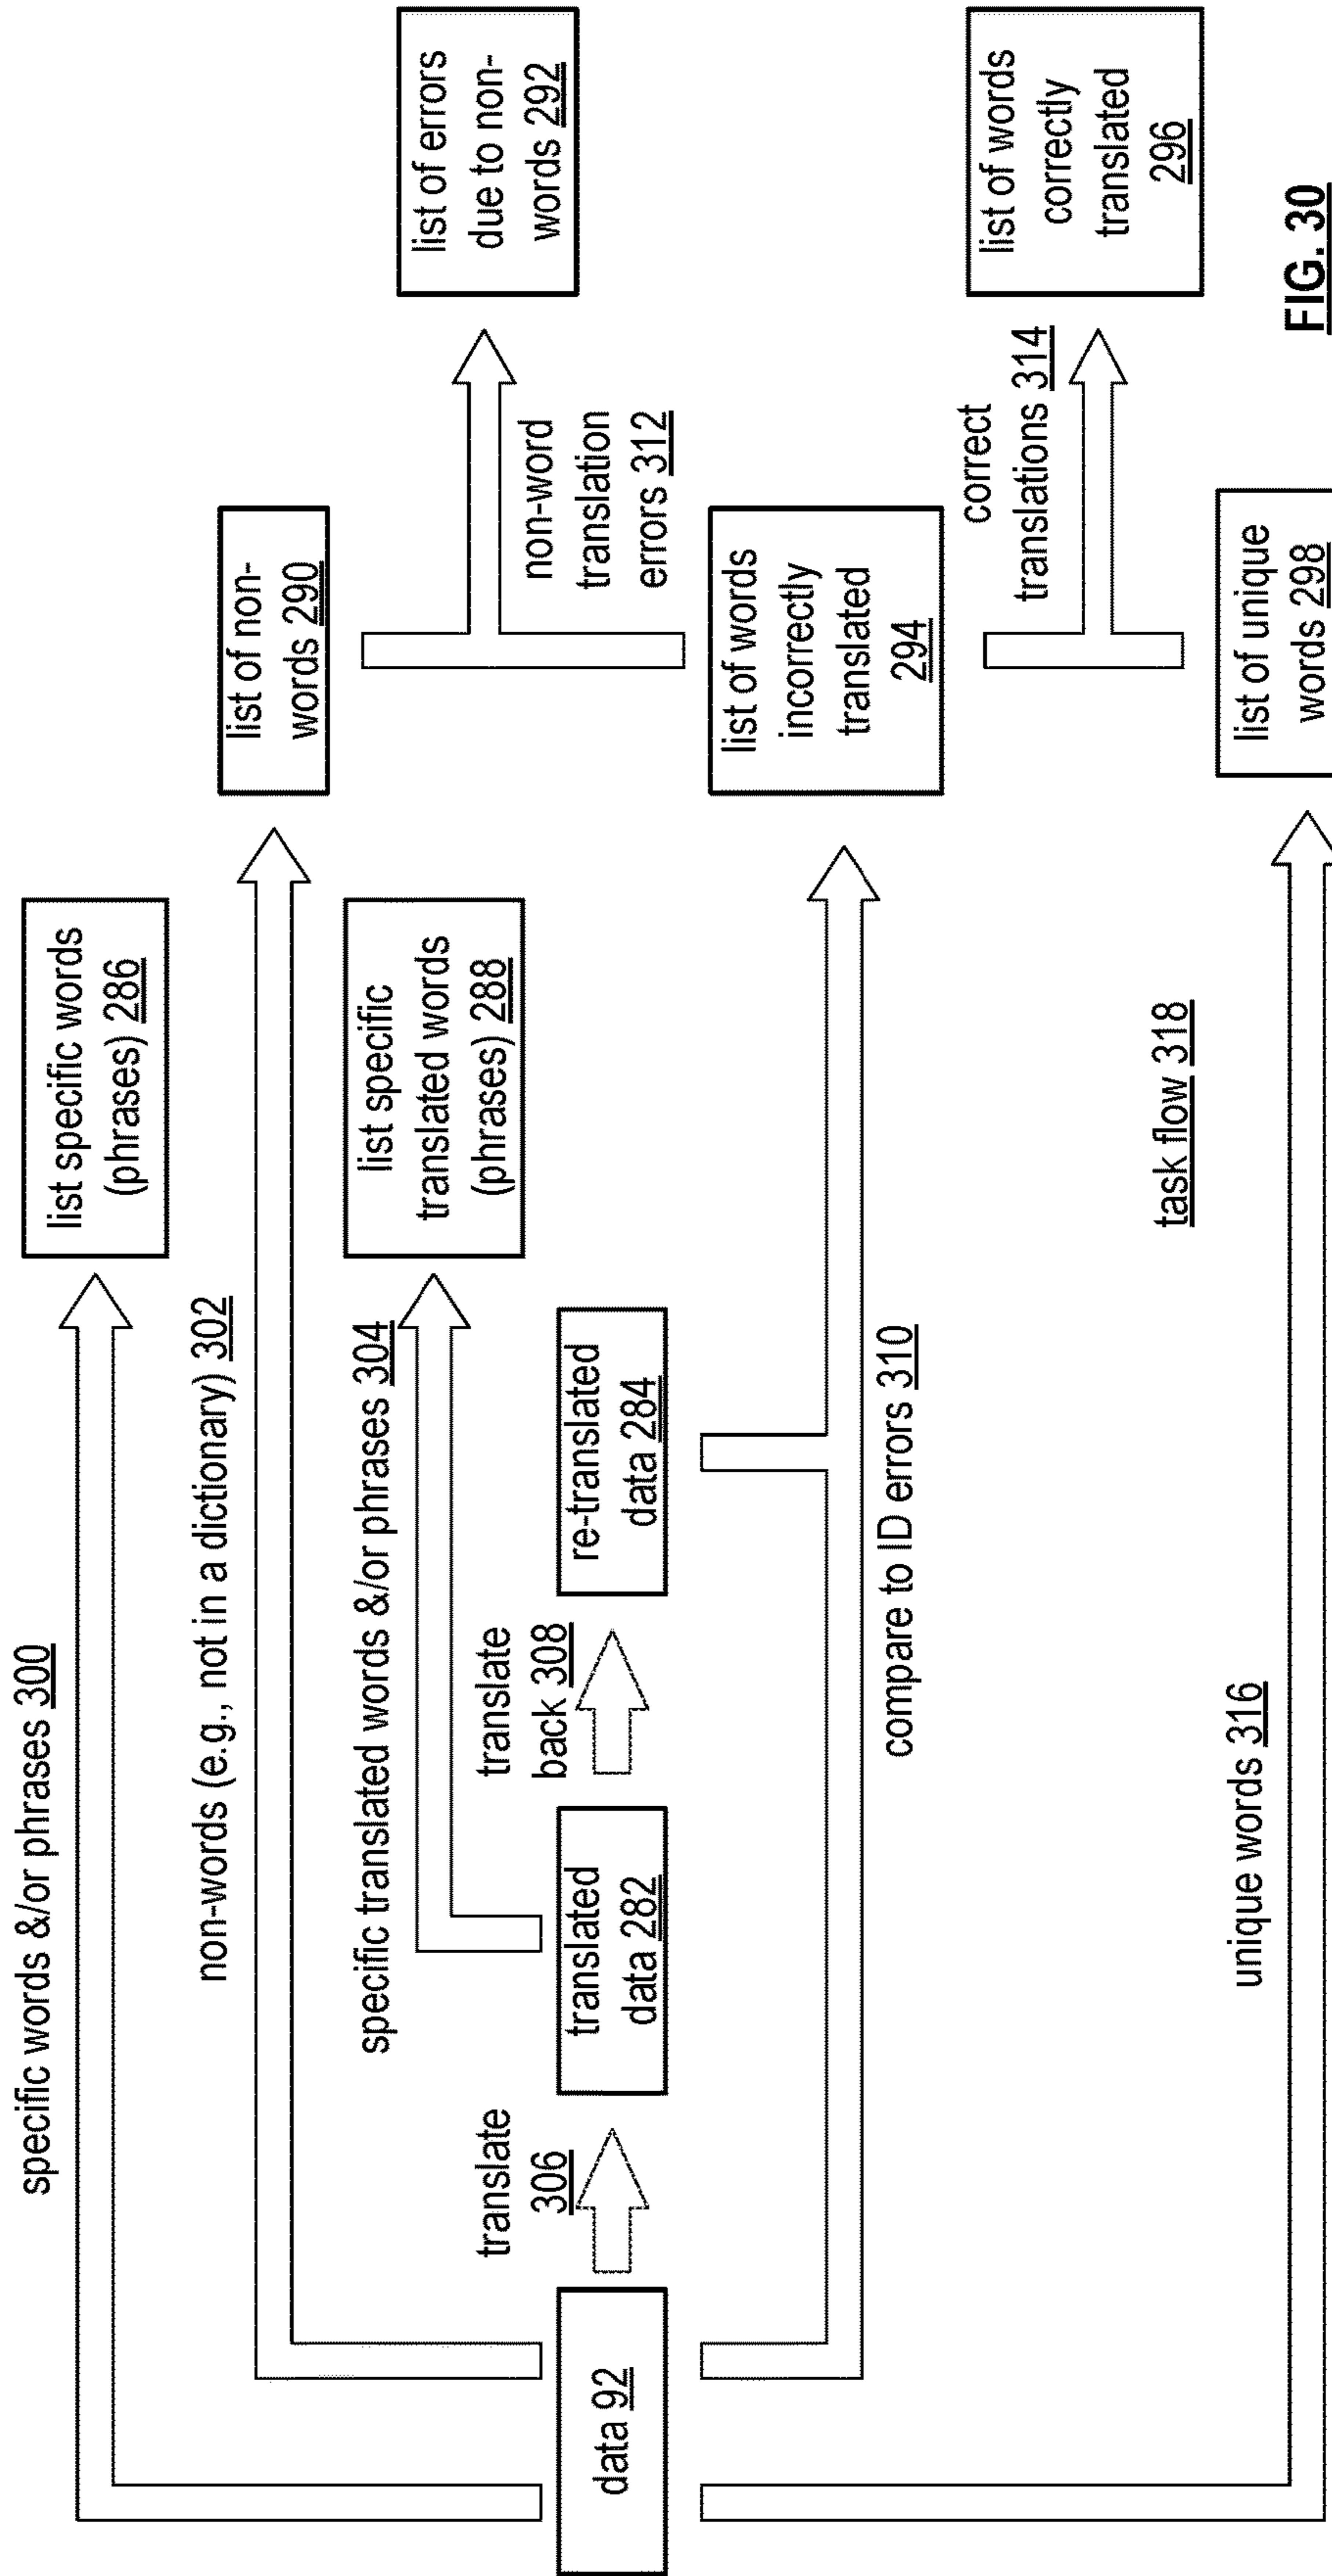 specific words &/or phrases 300
list specific words
(phrases) 286
non-words (e.g., not in a dictionary) 302
list of non-
words 290
specific translated words &/or phrases 304
list specific
translated words
(phrases) 288
list of errors
due to non-
words 292
non-word
translation
errors 312
data 92
translate
306
translated
data 282
translate
back 308
re-translated
data 284
compare to ID errors 310
list of words
incorrectly
translated
294
correct
translations 314
list of words
correctly
translated
296
task flow 318
unique words 316
list of unique
words 298
FIG. 30